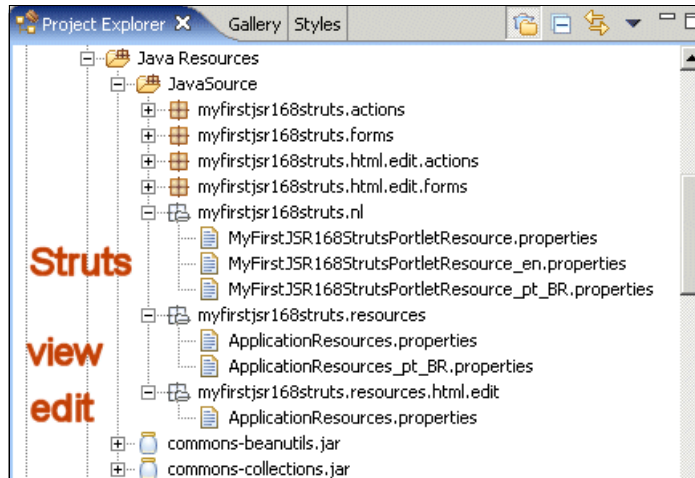 Project Explorer Gallery Styles
Java Resources
JavaSource
myfirstjsr168struts.actions
myfirstjsr168struts.forms
myfirstjsr168struts.html.edit.actions
myfirstjsr168struts.html.edit.forms
myfirstjsr168struts.nl
MyFirstJSR168StrutsPortletResource.properties
Struts
MyFirstJSR168StrutsPortletResource_en.properties
MyFirstJSR168StrutsPortletResource_pt_BR.properties
myfirstjsr168struts.resources
ApplicationResources.properties
view
ApplicationResources_pt_BR.properties
myfirstjsr168struts.resources.html.edit
edit
ApplicationResources.properties
commons-beanutils.jar
commons-collections.jar